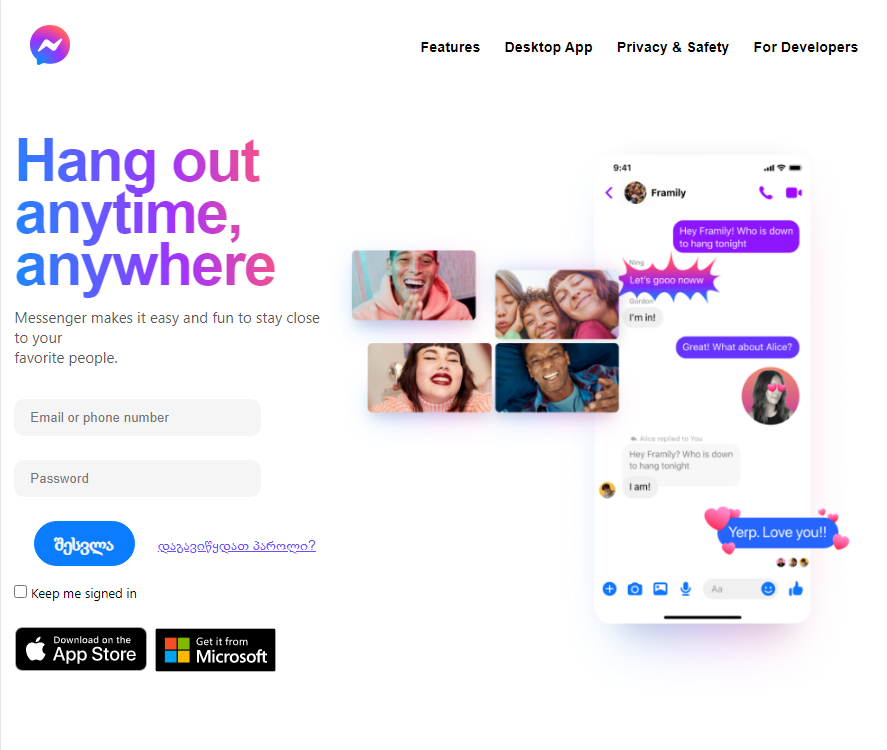 Features Desktop App Privacy & Safety For Developers
Hang out
anytime,
anywhere
Messenger makes it easy and fun to stay close
to your
favorite people.
Email or phone number
Password
შესვლა დაგავიწყდათ პაროლი?
Keep me signed in
Download on the
App Store
Get it from
Microsoft
9:41
Framily
Hey Framily! Who is down
to hang tonight
Ning
Let's gooo noww
Gordon
I'm in!
Great! What about Alice?
Alice replied to You
Hey Framily? Who is down
to hang tonight
I am!
Yerp. Love you!!
Aa